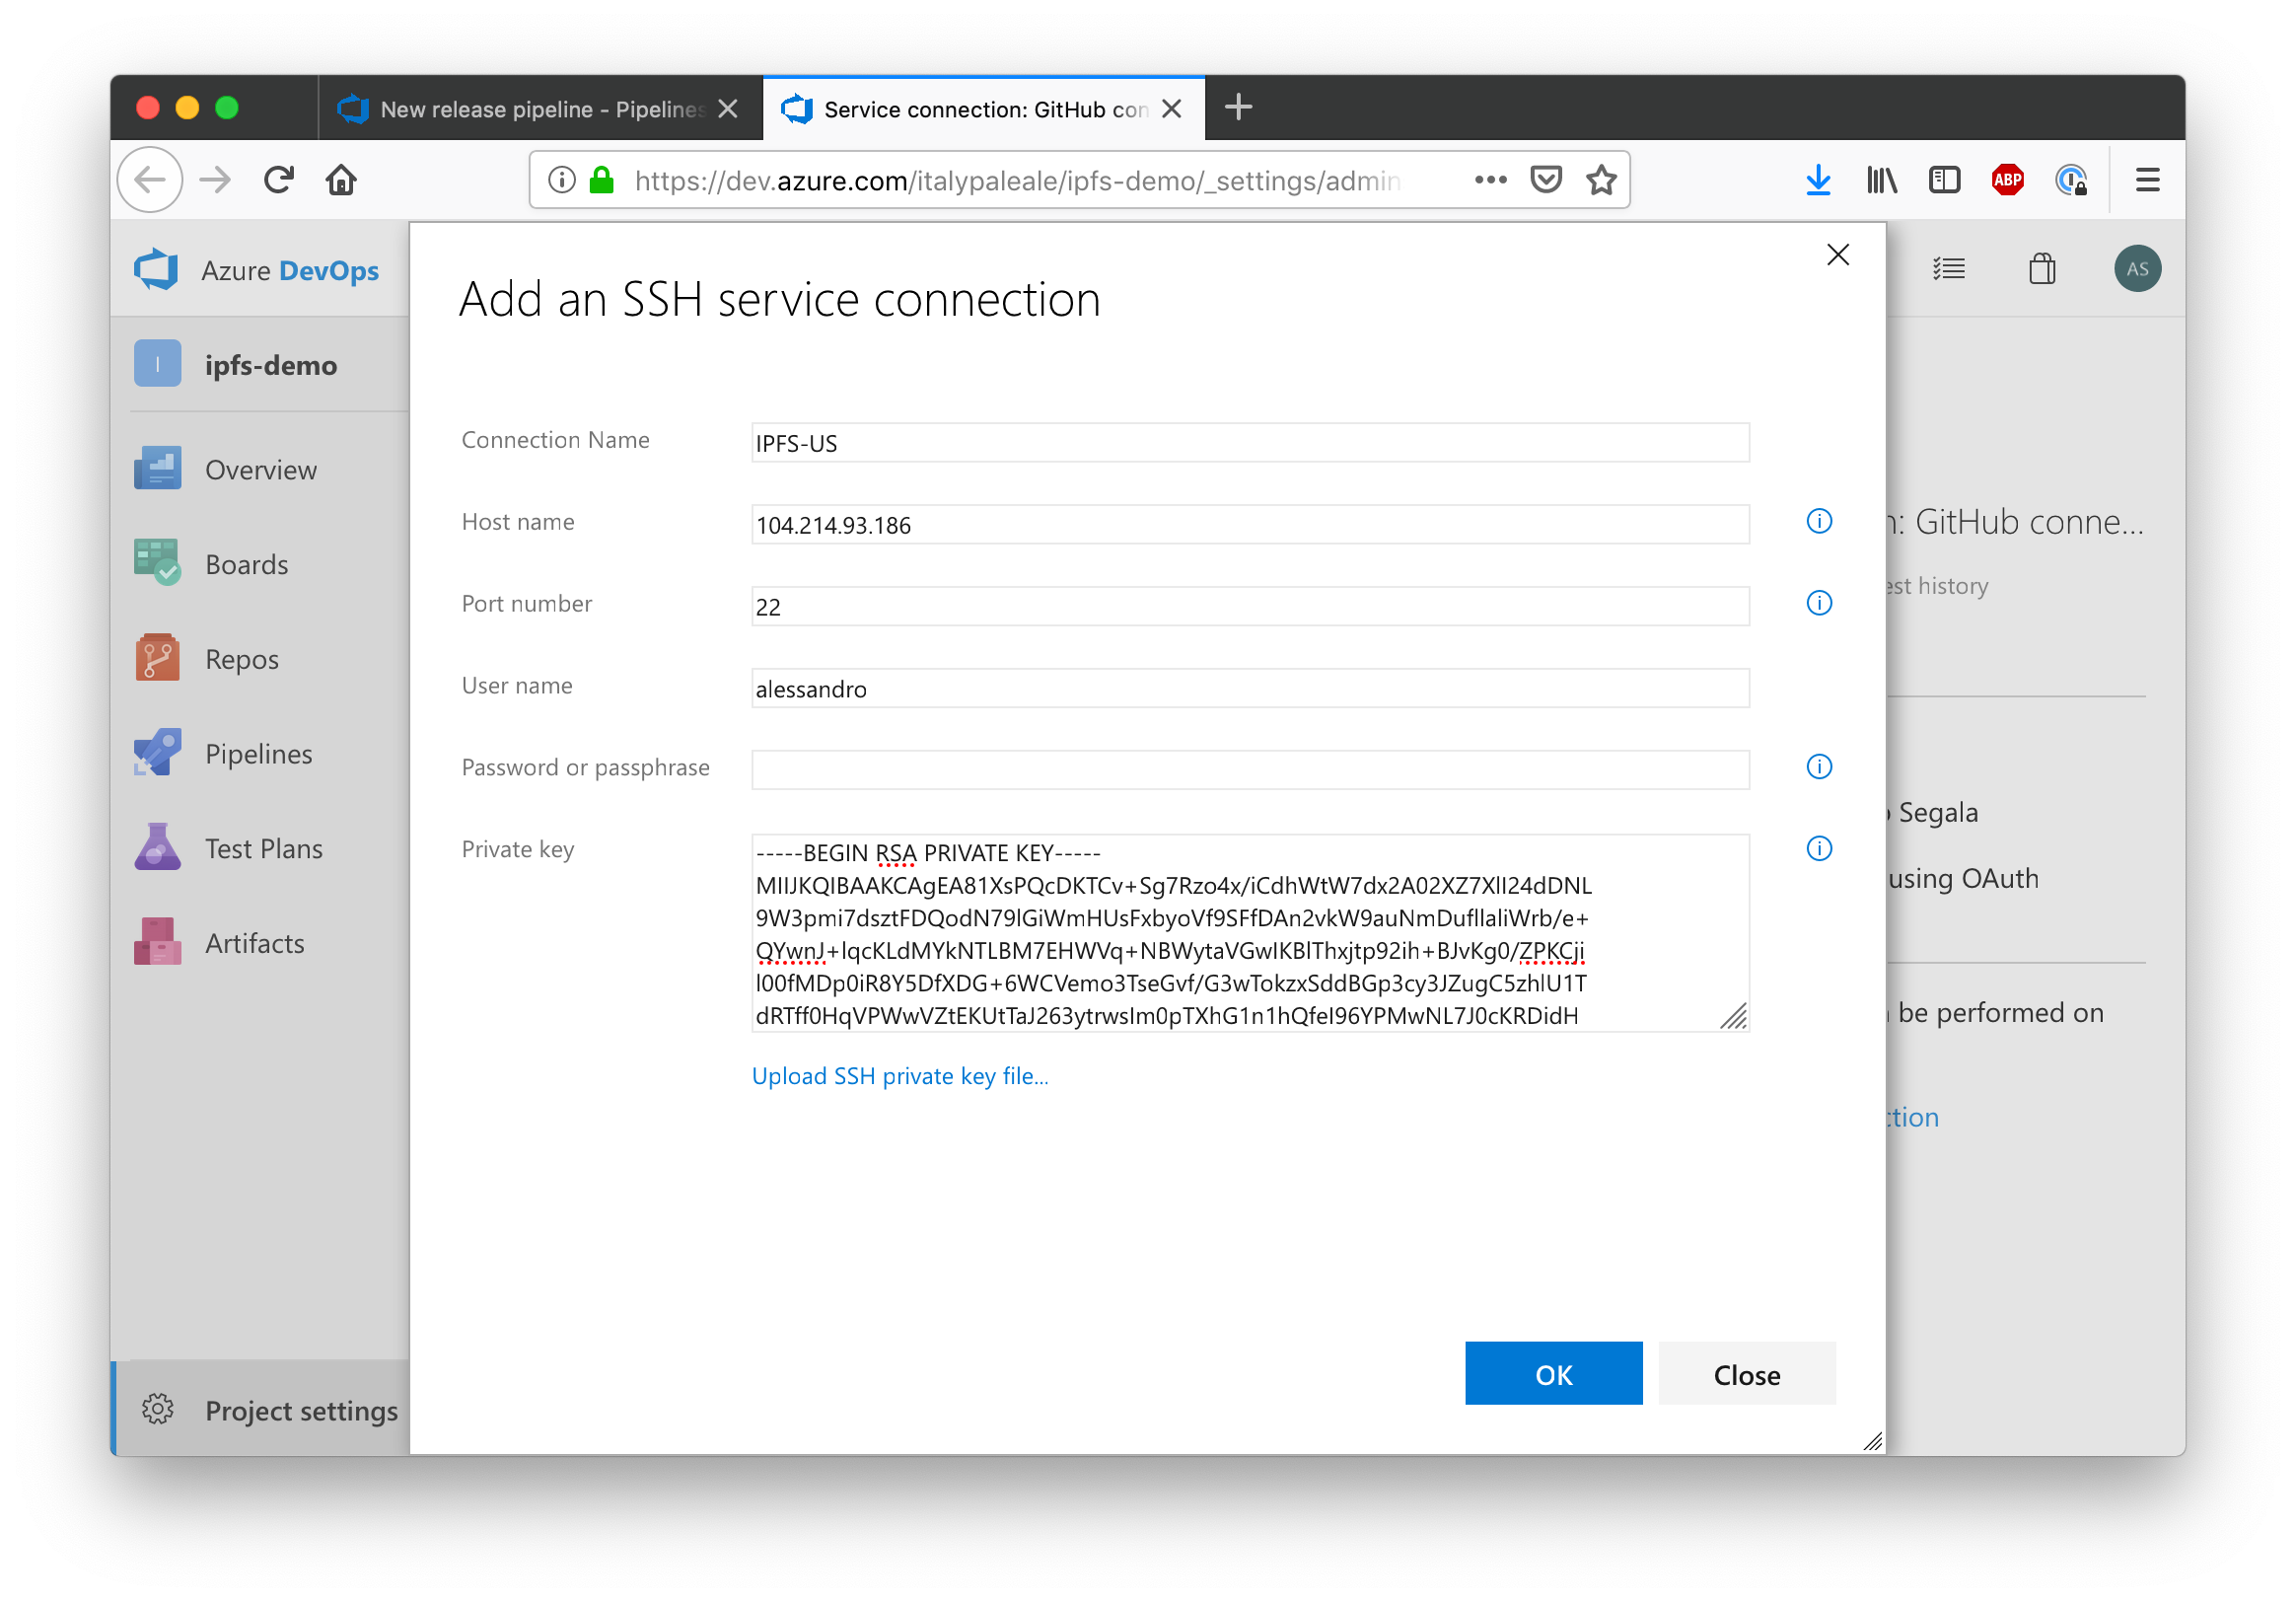 New release pipeline - Pipelines
Service connection: GitHub con
https://dev.azure.com/italypaleale/ipfs-demo/_settings/admin
ABP
Azure DevOps
AS
I
ipfs-demo
Overview
Boards
Repos
Pipelines
Test Plans
Artifacts
Project settings
Add an SSH service connection
Connection Name
IPFS-US
Host name
104.214.93.186
Port number
22
User name
alessandro
Password or passphrase
Private key
-----BEGIN RSA PRIVATE KEY-----
MIIJKQIBAAKCAgEA81XsPQcDKTCv+Sg7Rzo4x/iCdhWtW7dx2A02XZ7XlI24dDNL
9W3pmi7dsztFDQodN79lGiWmHUsFxbyoVf9SFfDAn2vkW9auNmDufllaliWrb/e+
QYwnJ+lqcKLdMYkNTLBM7EHWVq+NBWytaVGwIKBlThxjtp92ih+BJvKg0/ZPKCji
l00fMDp0iR8Y5DfXDG+6WCVemo3TseGvf/G3wTokzxSddBGp3cy3JZugC5zhlU1T
dRTff0HqVPWwVZtEKUtTaJ263ytrwsIm0pTXhG1n1hQfeI96YPMwNL7J0cKRDidH
Upload SSH private key file...
OK
Close
n: GitHub conne...
est history
Segala
using OAuth
be performed on
ction